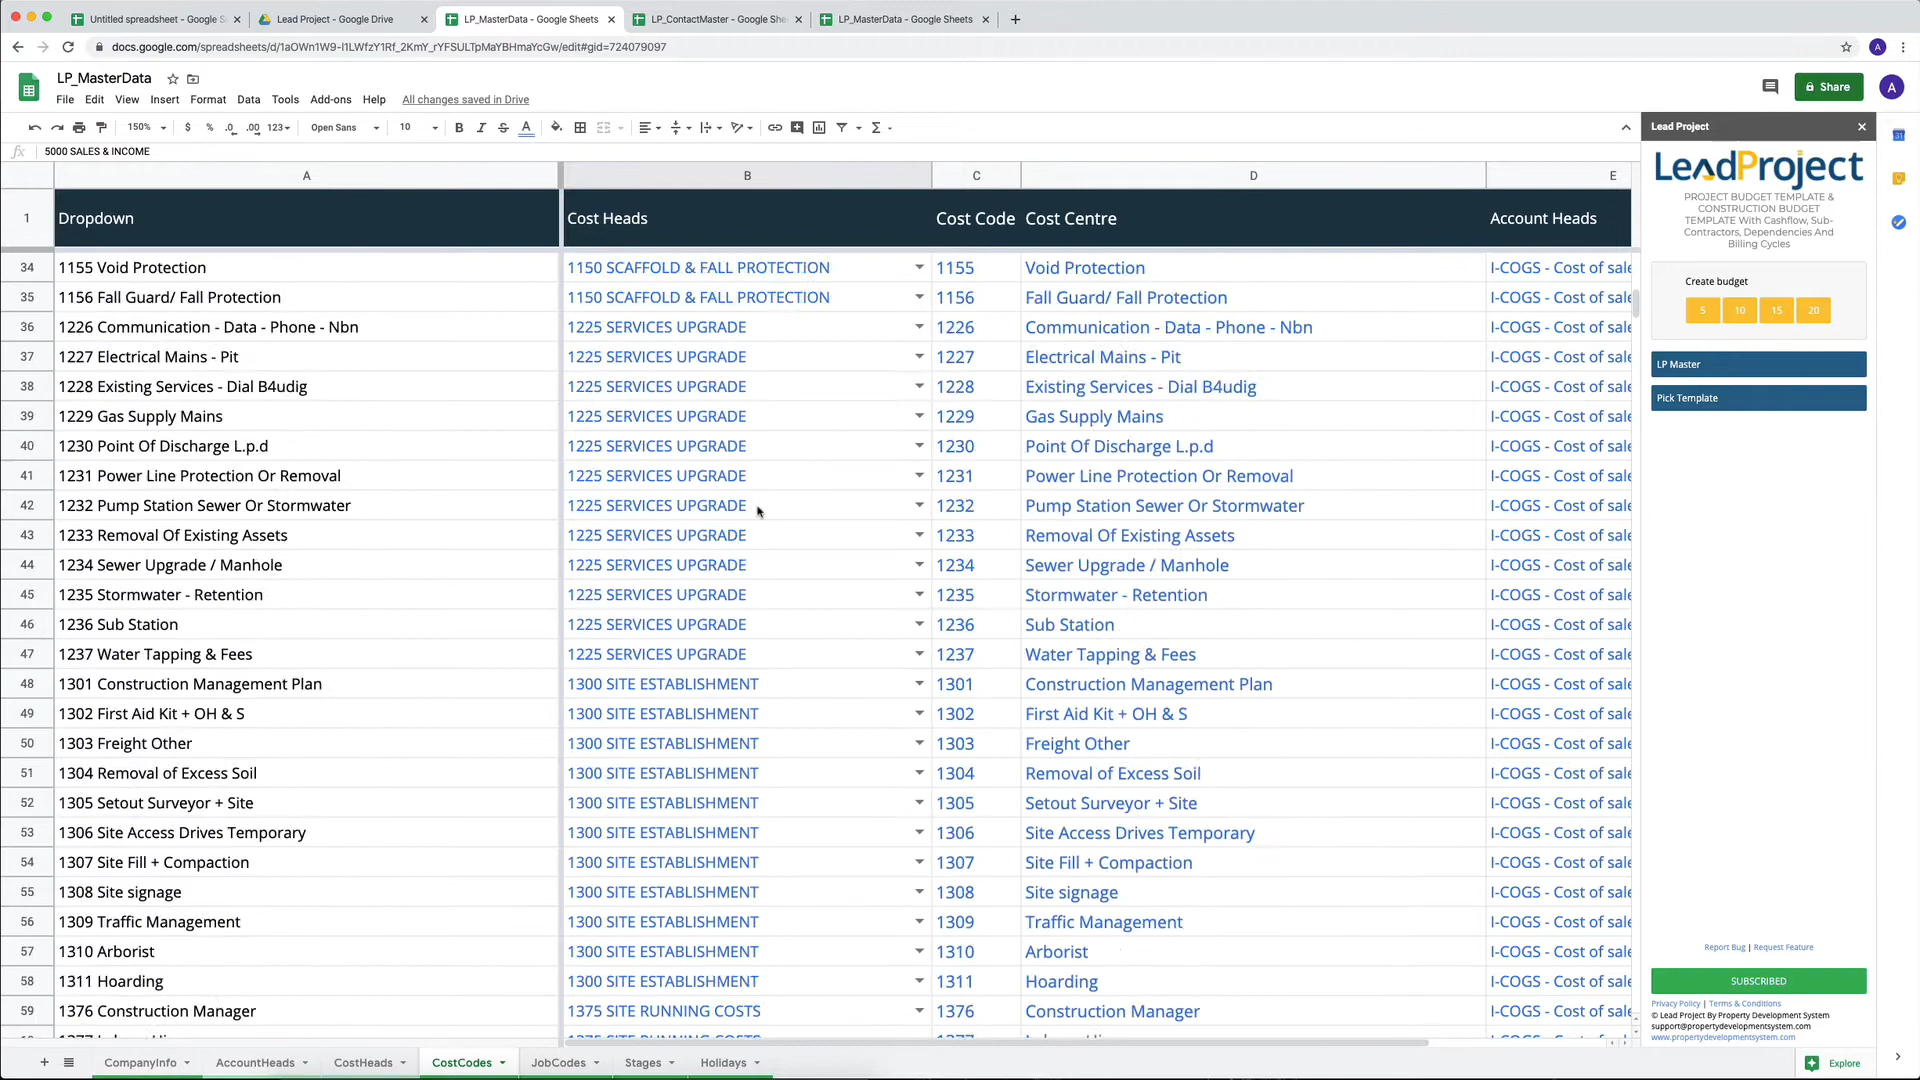 Untitled spreadsheet - Google S
Lead Project - Google Drive
LP_MasterData - Google Sheets
LP_ContactMaster - Google She
LP_MasterData - Google Sheets
docs.google.com/spreadsheets/d/1aOWn1W9-I1LWfzY1Rf_2KmY_rYFSULTpMaYBHmaYcGw/edit#gid=724079097
A
LP_MasterData
File Edit View Insert Format Data Tools Add-ons Help All changes saved in Drive
Share
A
150% $ % .0 .00 123 Open Sans 10 B I S A
fx 5000 SALES & INCOME
A B C D E
1 Dropdown Cost Heads Cost Code Cost Centre Account Heads
34 1155 Void Protection 1150 SCAFFOLD & FALL PROTECTION 1155 Void Protection I-COGS - Cost of sale
35 1156 Fall Guard/ Fall Protection 1150 SCAFFOLD & FALL PROTECTION 1156 Fall Guard/ Fall Protection I-COGS - Cost of sale
36 1226 Communication - Data - Phone - Nbn 1225 SERVICES UPGRADE 1226 Communication - Data - Phone - Nbn I-COGS - Cost of sale
37 1227 Electrical Mains - Pit 1225 SERVICES UPGRADE 1227 Electrical Mains - Pit I-COGS - Cost of sale
38 1228 Existing Services - Dial B4udig 1225 SERVICES UPGRADE 1228 Existing Services - Dial B4udig I-COGS - Cost of sale
39 1229 Gas Supply Mains 1225 SERVICES UPGRADE 1229 Gas Supply Mains I-COGS - Cost of sale
40 1230 Point Of Discharge L.p.d 1225 SERVICES UPGRADE 1230 Point Of Discharge L.p.d I-COGS - Cost of sale
41 1231 Power Line Protection Or Removal 1225 SERVICES UPGRADE 1231 Power Line Protection Or Removal I-COGS - Cost of sale
42 1232 Pump Station Sewer Or Stormwater 1225 SERVICES UPGRADE 1232 Pump Station Sewer Or Stormwater I-COGS - Cost of sale
43 1233 Removal Of Existing Assets 1225 SERVICES UPGRADE 1233 Removal Of Existing Assets I-COGS - Cost of sale
44 1234 Sewer Upgrade / Manhole 1225 SERVICES UPGRADE 1234 Sewer Upgrade / Manhole I-COGS - Cost of sale
45 1235 Stormwater - Retention 1225 SERVICES UPGRADE 1235 Stormwater - Retention I-COGS - Cost of sale
46 1236 Sub Station 1225 SERVICES UPGRADE 1236 Sub Station I-COGS - Cost of sale
47 1237 Water Tapping & Fees 1225 SERVICES UPGRADE 1237 Water Tapping & Fees I-COGS - Cost of sale
48 1301 Construction Management Plan 1300 SITE ESTABLISHMENT 1301 Construction Management Plan I-COGS - Cost of sale
49 1302 First Aid Kit + OH & S 1300 SITE ESTABLISHMENT 1302 First Aid Kit + OH & S I-COGS - Cost of sale
50 1303 Freight Other 1300 SITE ESTABLISHMENT 1303 Freight Other I-COGS - Cost of sale
51 1304 Removal of Excess Soil 1300 SITE ESTABLISHMENT 1304 Removal of Excess Soil I-COGS - Cost of sale
52 1305 Setout Surveyor + Site 1300 SITE ESTABLISHMENT 1305 Setout Surveyor + Site I-COGS - Cost of sale
53 1306 Site Access Drives Temporary 1300 SITE ESTABLISHMENT 1306 Site Access Drives Temporary I-COGS - Cost of sale
54 1307 Site Fill + Compaction 1300 SITE ESTABLISHMENT 1307 Site Fill + Compaction I-COGS - Cost of sale
55 1308 Site signage 1300 SITE ESTABLISHMENT 1308 Site signage I-COGS - Cost of sale
56 1309 Traffic Management 1300 SITE ESTABLISHMENT 1309 Traffic Management I-COGS - Cost of sale
57 1310 Arborist 1300 SITE ESTABLISHMENT 1310 Arborist I-COGS - Cost of sale
58 1311 Hoarding 1300 SITE ESTABLISHMENT 1311 Hoarding I-COGS - Cost of sale
59 1376 Construction Manager 1375 SITE RUNNING COSTS 1376 Construction Manager I-COGS - Cost of sale
CompanyInfo AccountHeads CostHeads CostCodes JobCodes Stages Holidays
Explore
Lead Project
LeadProject
PROJECT BUDGET TEMPLATE &
CONSTRUCTION BUDGET
TEMPLATE With Cashflow, Sub-
Contractors, Dependencies And
Billing Cycles
Create budget
5 10 15 20
LP Master
Pick Template
Report Bug | Request Feature
SUBSCRIBED
Privacy Policy | Terms & Conditions
© Lead Project By Property Development System
support@propertydevelopmentsystem.com
www.propertydevelopmentsystem.com
31